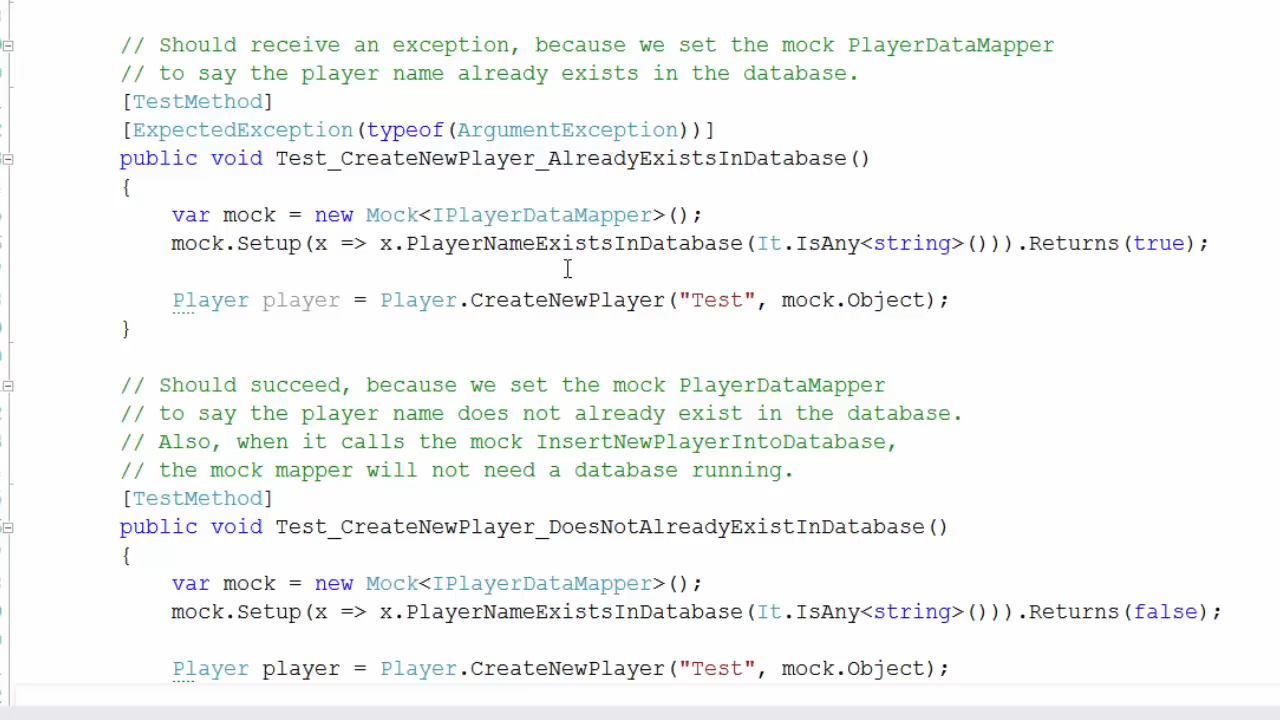 // Should receive an exception, because we set the mock PlayerDataMapper
// to say the player name already exists in the database.
[TestMethod]
[ExpectedException(typeof(ArgumentException))]
public void Test_CreateNewPlayer_AlreadyExistsInDatabase()
{
var mock = new Mock<IPlayerDataMapper>();
mock.Setup(x => x.PlayerNameExistsInDatabase(It.IsAny<string>())).Returns(true);
Player player = Player.CreateNewPlayer("Test", mock.Object);
}
// Should succeed, because we set the mock PlayerDataMapper
// to say the player name does not already exist in the database.
// Also, when it calls the mock InsertNewPlayerIntoDatabase,
// the mock mapper will not need a database running.
[TestMethod]
public void Test_CreateNewPlayer_DoesNotAlreadyExistInDatabase()
{
var mock = new Mock<IPlayerDataMapper>();
mock.Setup(x => x.PlayerNameExistsInDatabase(It.IsAny<string>())).Returns(false);
Player player = Player.CreateNewPlayer("Test", mock.Object);